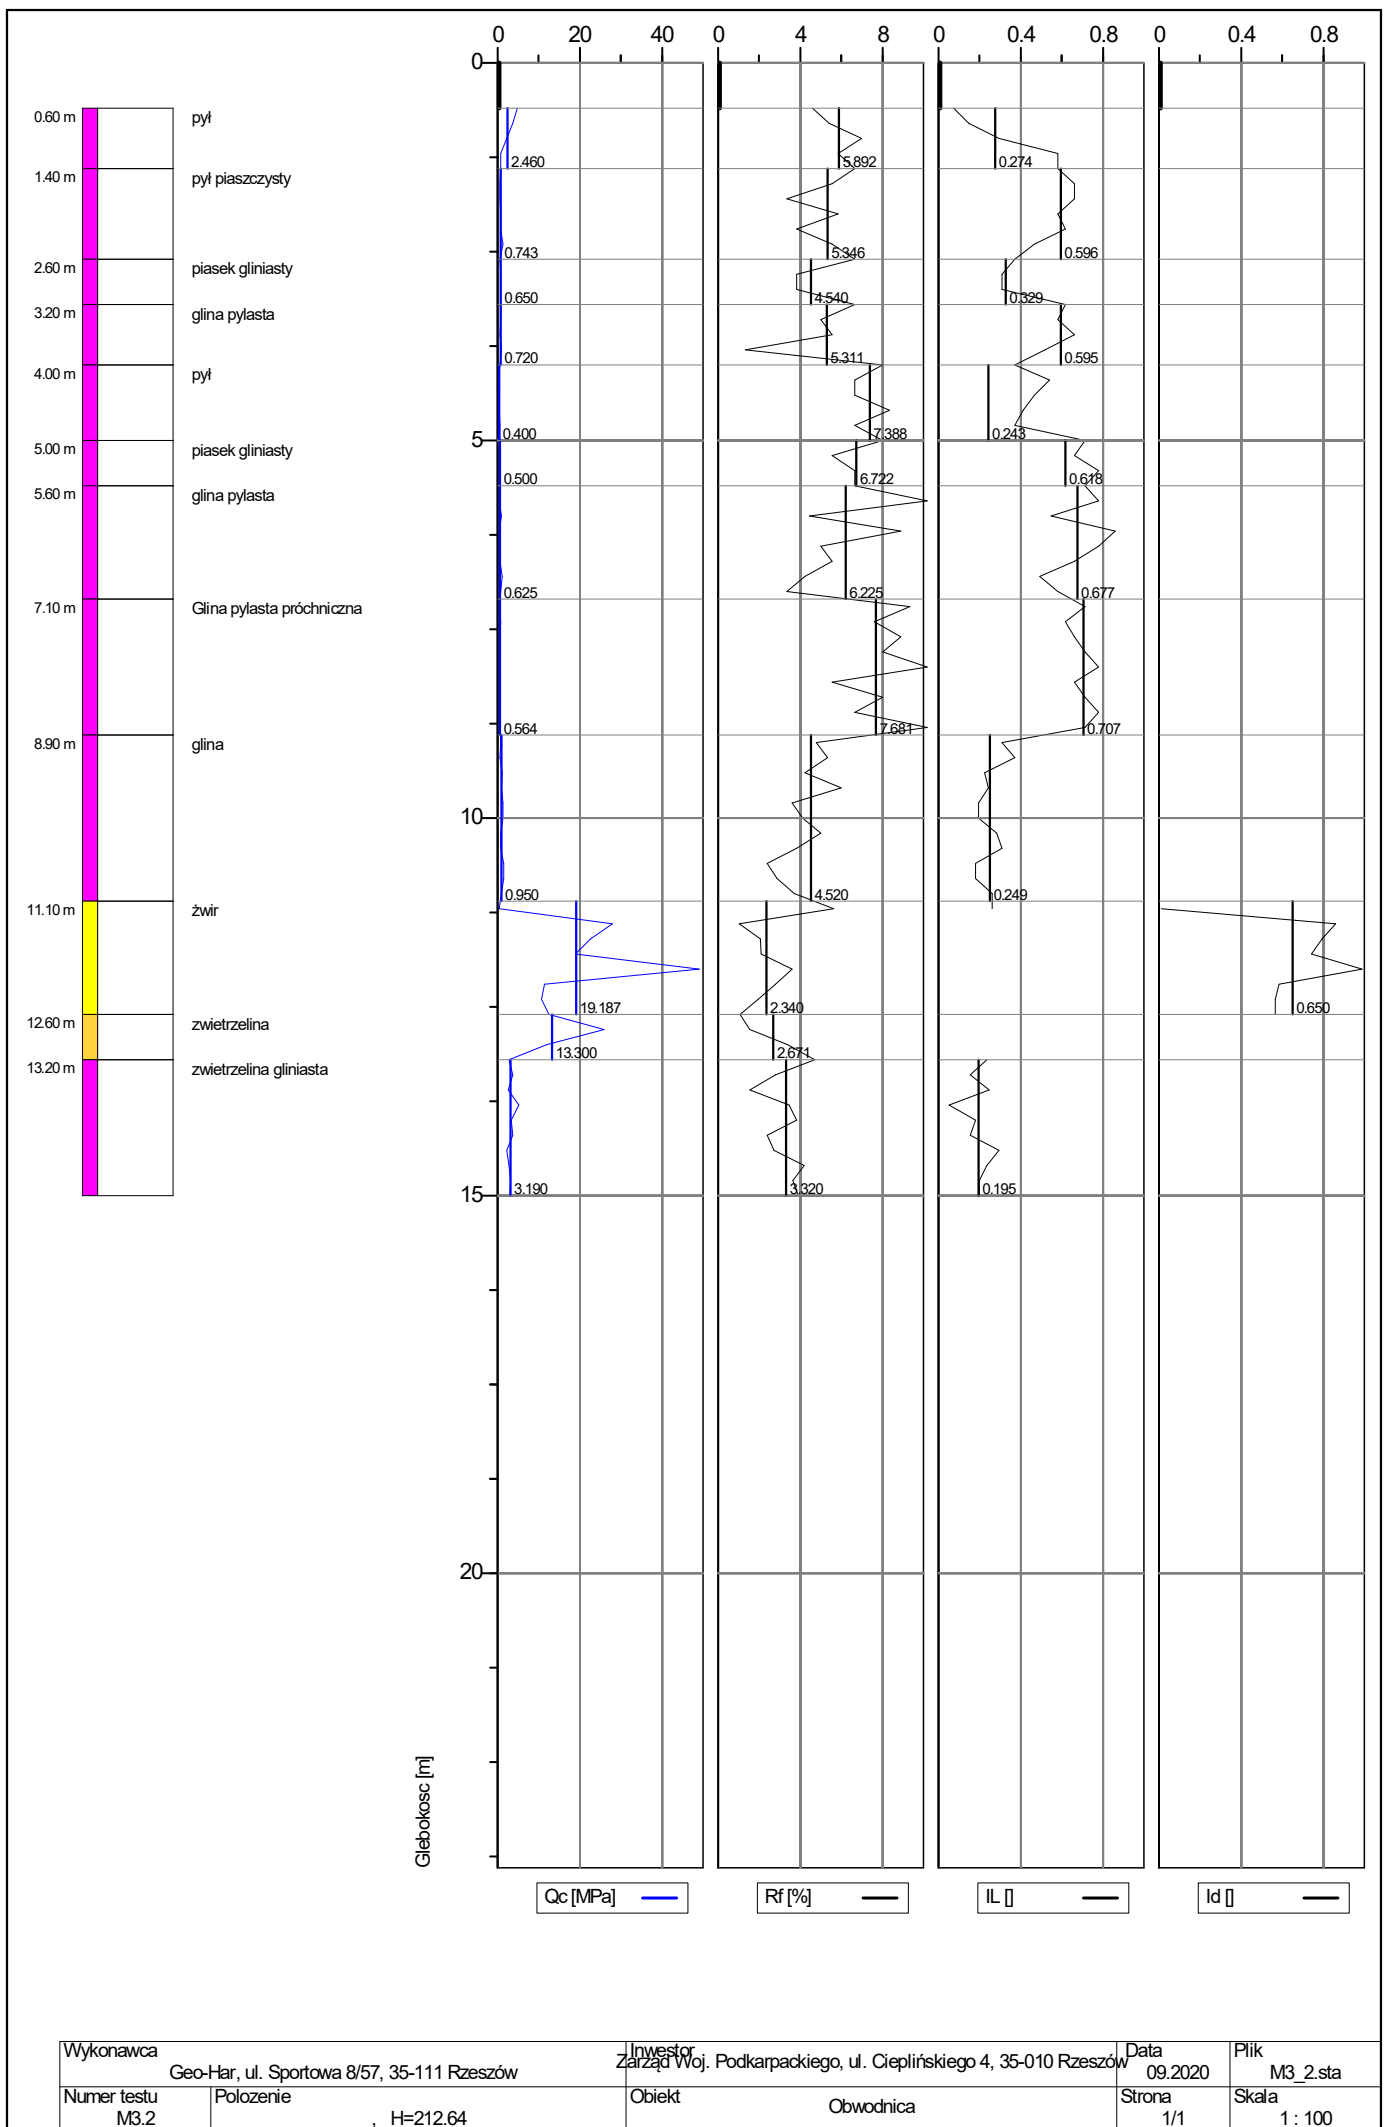 0 20 40 0 4 8 0 0.4 0.8 0 0.4 0.8
0
0.60 m pył
2.460 5.892 0.274
1.40 m pył piaszczysty
0.743 5.346 0.596
2.60 m piasek gliniasty
0.650 4.540 0.329
3.20 m glina pylasta
0.720 5.311 0.595
4.00 m pył
0.400 7.388 0.243
5
5.00 m piasek gliniasty
0.500 6.722 0.618
5.60 m glina pylasta
0.625 6.225 0.677
7.10 m Glina pylasta próchniczna
0.564 7.681 0.707
8.90 m glina
10
0.950 4.520 0.249
11.10 m żwir
19.187 2.340 0.650
12.60 m zwietrzelina
13.300 2.671
13.20 m zwietrzelina gliniasta
3.190 3.320 0.195
15
20
Glebokosc [m]
Qc [MPa] Rf [%] IL [] Id []
Wykonawca Inwestor Data Plik
Geo-Har, ul. Sportowa 8/57, 35-111 Rzeszów Zarząd Woj. Podkarpackiego, ul. Cieplińskiego 4, 35-010 Rzeszów 09.2020 M3_2.sta
Numer testu Polozenie Obiekt Strona Skala
M3.2 , H=212.64 Obwodnica 1/1 1 : 100